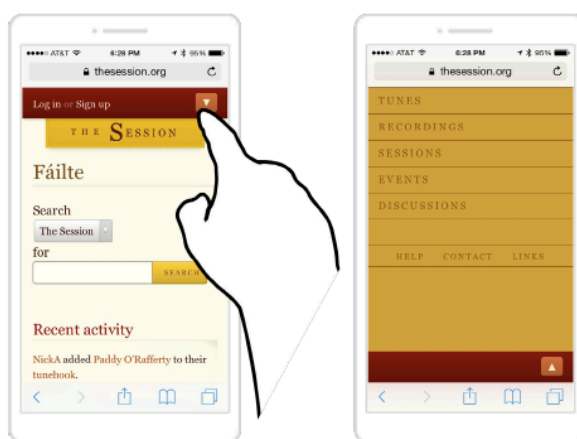 AT&T 6:28 PM 95%
thesession.org
Log in or Sign up
THE SESSION
Fáilte
Search
The Session
for
SEARCH
Recent activity
NickA added Paddy O'Rafferty to their
tunebook.
AT&T 6:28 PM 95%
thesession.org
TUNES
RECORDINGS
SESSIONS
EVENTS
DISCUSSIONS
HELP CONTACT LINKS